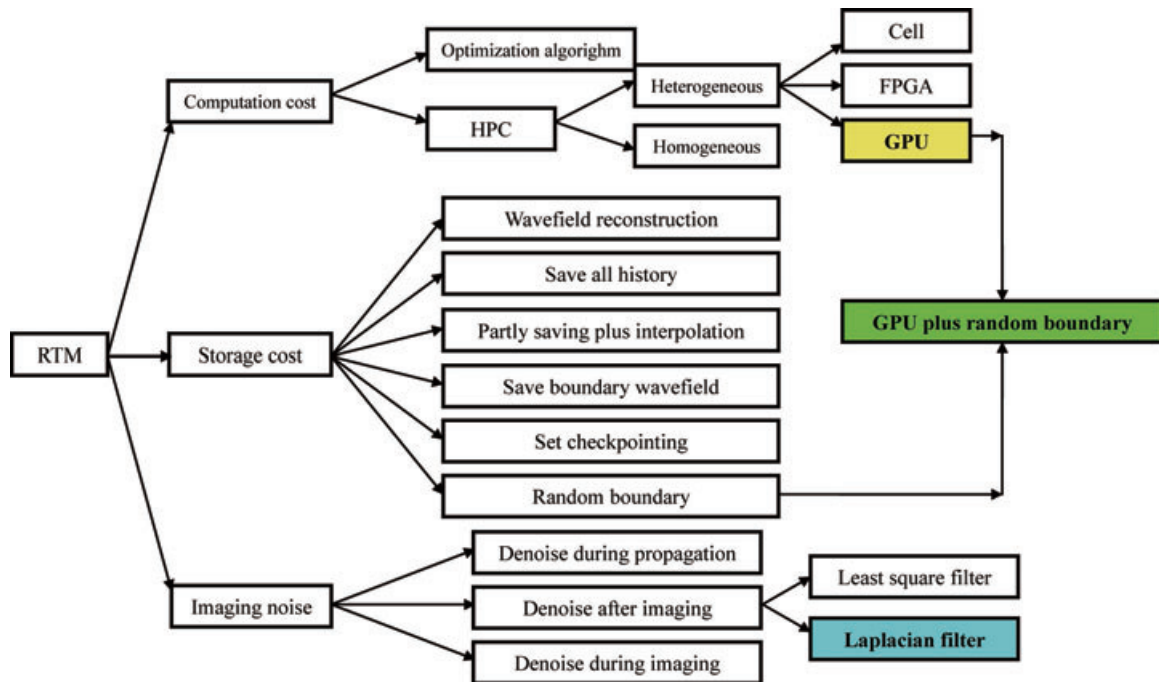 Cell
Optimization algorighm
Heterogeneous
FPGA
Computation cost
HPC
GPU
Homogeneous
Wavefield reconstruction
Save all history
Partly saving plus interpolation
GPU plus random boundary
RTM
Storage cost
Save boundary wavefield
Set checkpointing
Random boundary
Denoise during propagation
Least square filter
Imaging noise
Denoise after imaging
Laplacian filter
Denoise during imaging